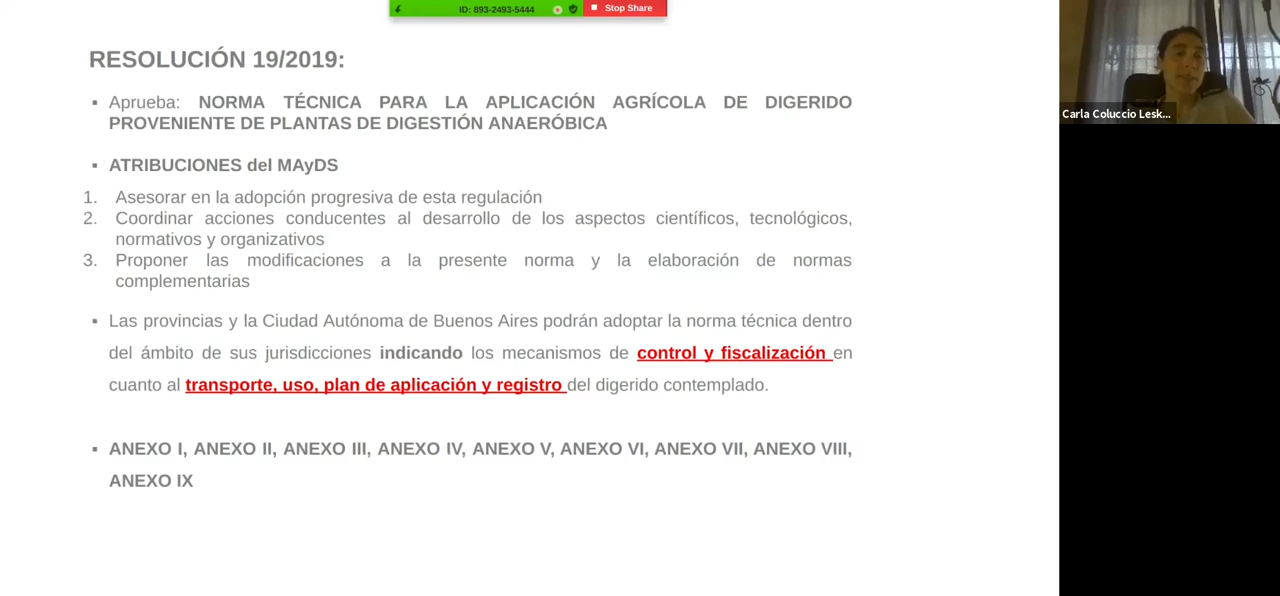 ID: 893-2493-5444 Stop Share
RESOLUCIÓN 19/2019:
▪ Aprueba: NORMA TÉCNICA PARA LA APLICACIÓN AGRÍCOLA DE DIGERIDO
PROVENIENTE DE PLANTAS DE DIGESTIÓN ANAERÓBICA
▪ ATRIBUCIONES del MAyDS
1. Asesorar en la adopción progresiva de esta regulación
2. Coordinar acciones conducentes al desarrollo de los aspectos científicos, tecnológicos,
normativos y organizativos
3. Proponer las modificaciones a la presente norma y la elaboración de normas
complementarias
▪ Las provincias y la Ciudad Autónoma de Buenos Aires podrán adoptar la norma técnica dentro
del ámbito de sus jurisdicciones indicando los mecanismos de control y fiscalización en
cuanto al transporte, uso, plan de aplicación y registro del digerido contemplado.
▪ ANEXO I, ANEXO II, ANEXO III, ANEXO IV, ANEXO V, ANEXO VI, ANEXO VII, ANEXO VIII,
ANEXO IX
Carla Coluccio Lesk...